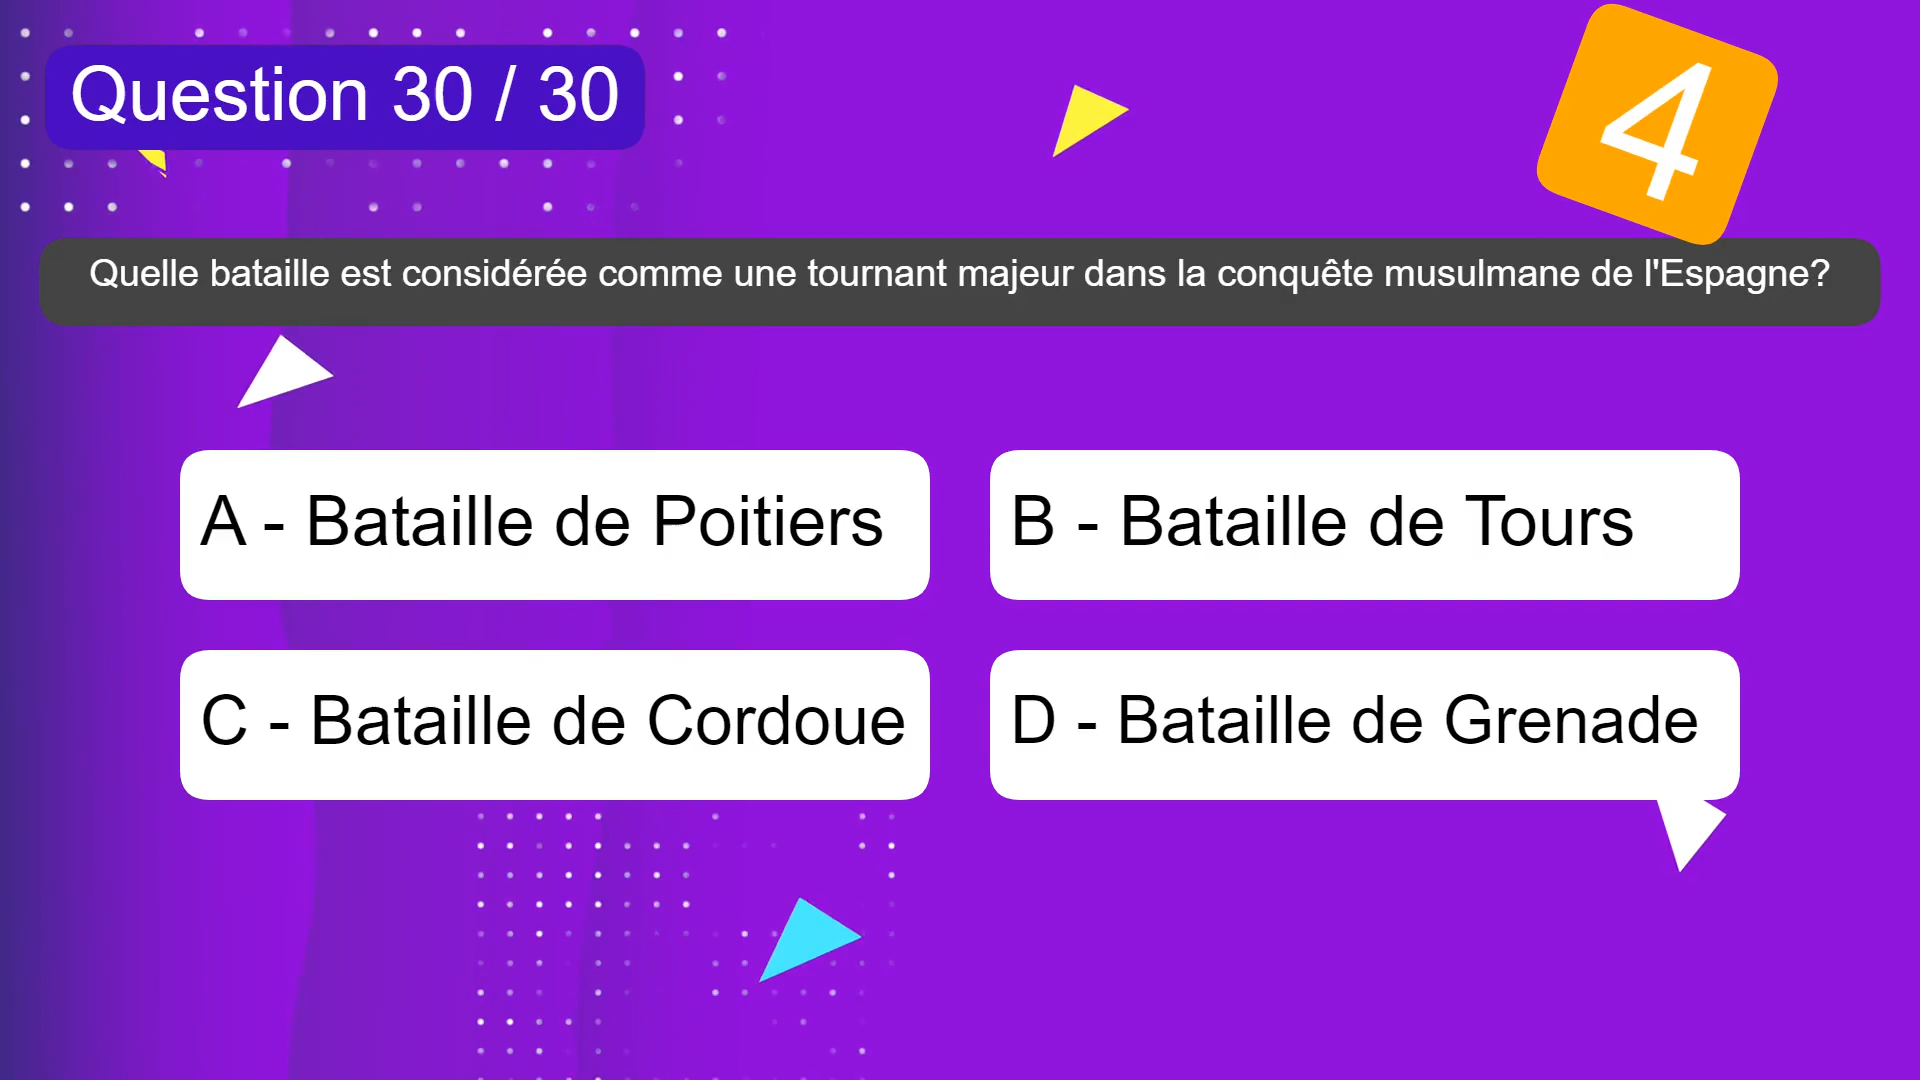 Question 30 / 30
4
Quelle bataille est considérée comme une tournant majeur dans la conquête musulmane de l'Espagne?
A - Bataille de Poitiers
B - Bataille de Tours
C - Bataille de Cordoue
D - Bataille de Grenade